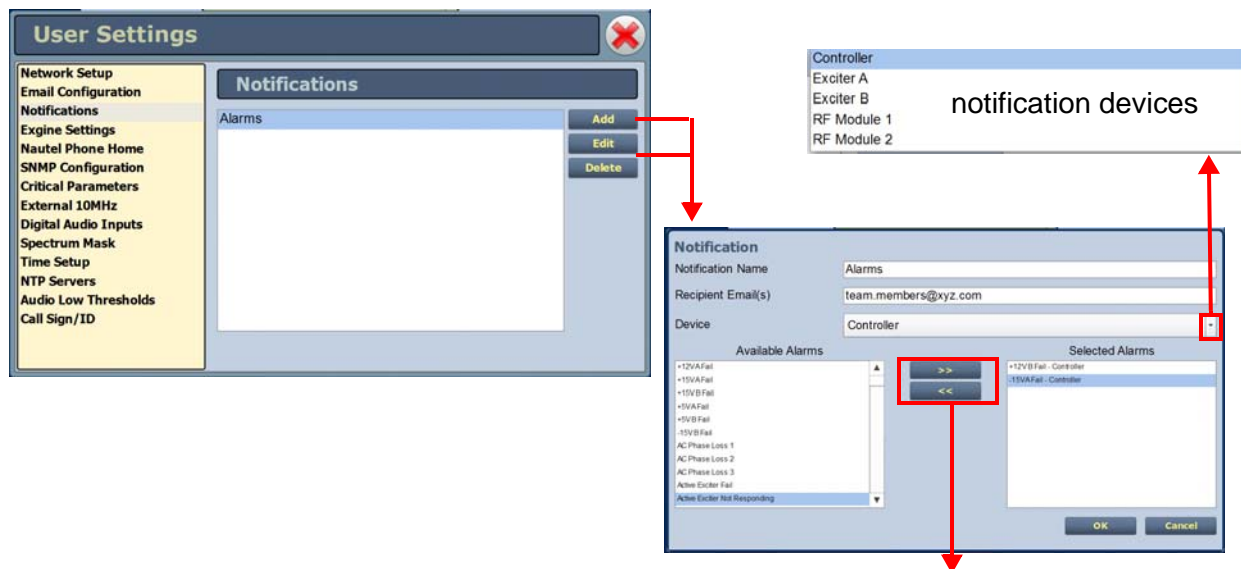 User Settings
Network Setup
Email Configuration
Notifications
Exgine Settings
Nautel Phone Home
SNMP Configuration
Critical Parameters
External 10MHz
Digital Audio Inputs
Spectrum Mask
Time Setup
NTP Servers
Audio Low Thresholds
Call Sign/ID
Notifications
Alarms
Add
Edit
Delete
Controller
Exciter A
Exciter B
RF Module 1
RF Module 2
notification devices
Notification
Notification Name
Alarms
Recipient Email(s)
team.members@xyz.com
Device
Controller
Available Alarms
+12VA Fail
+15VA Fail
+15VB Fail
+5VA Fail
+5VB Fail
-15VB Fail
AC Phase Loss 1
AC Phase Loss 2
AC Phase Loss 3
Active Exciter Fail
Active Exciter Not Responding
>>
<<
Selected Alarms
+12VB Fail - Controller
-15VA Fail - Controller
OK
Cancel